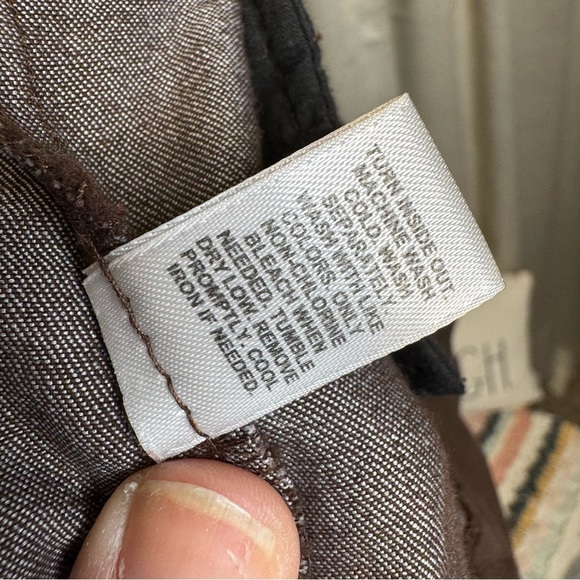 TURN INSIDE OUT.
MACHINE WASH
COLD. WASH
SEPARATELY.
WASH WITH LIKE
COLORS. ONLY
NON-CHLORINE
BLEACH WHEN
NEEDED. TUMBLE
DRY LOW. REMOVE
PROMPTLY. COOL
IRON IF NEEDED.
CH